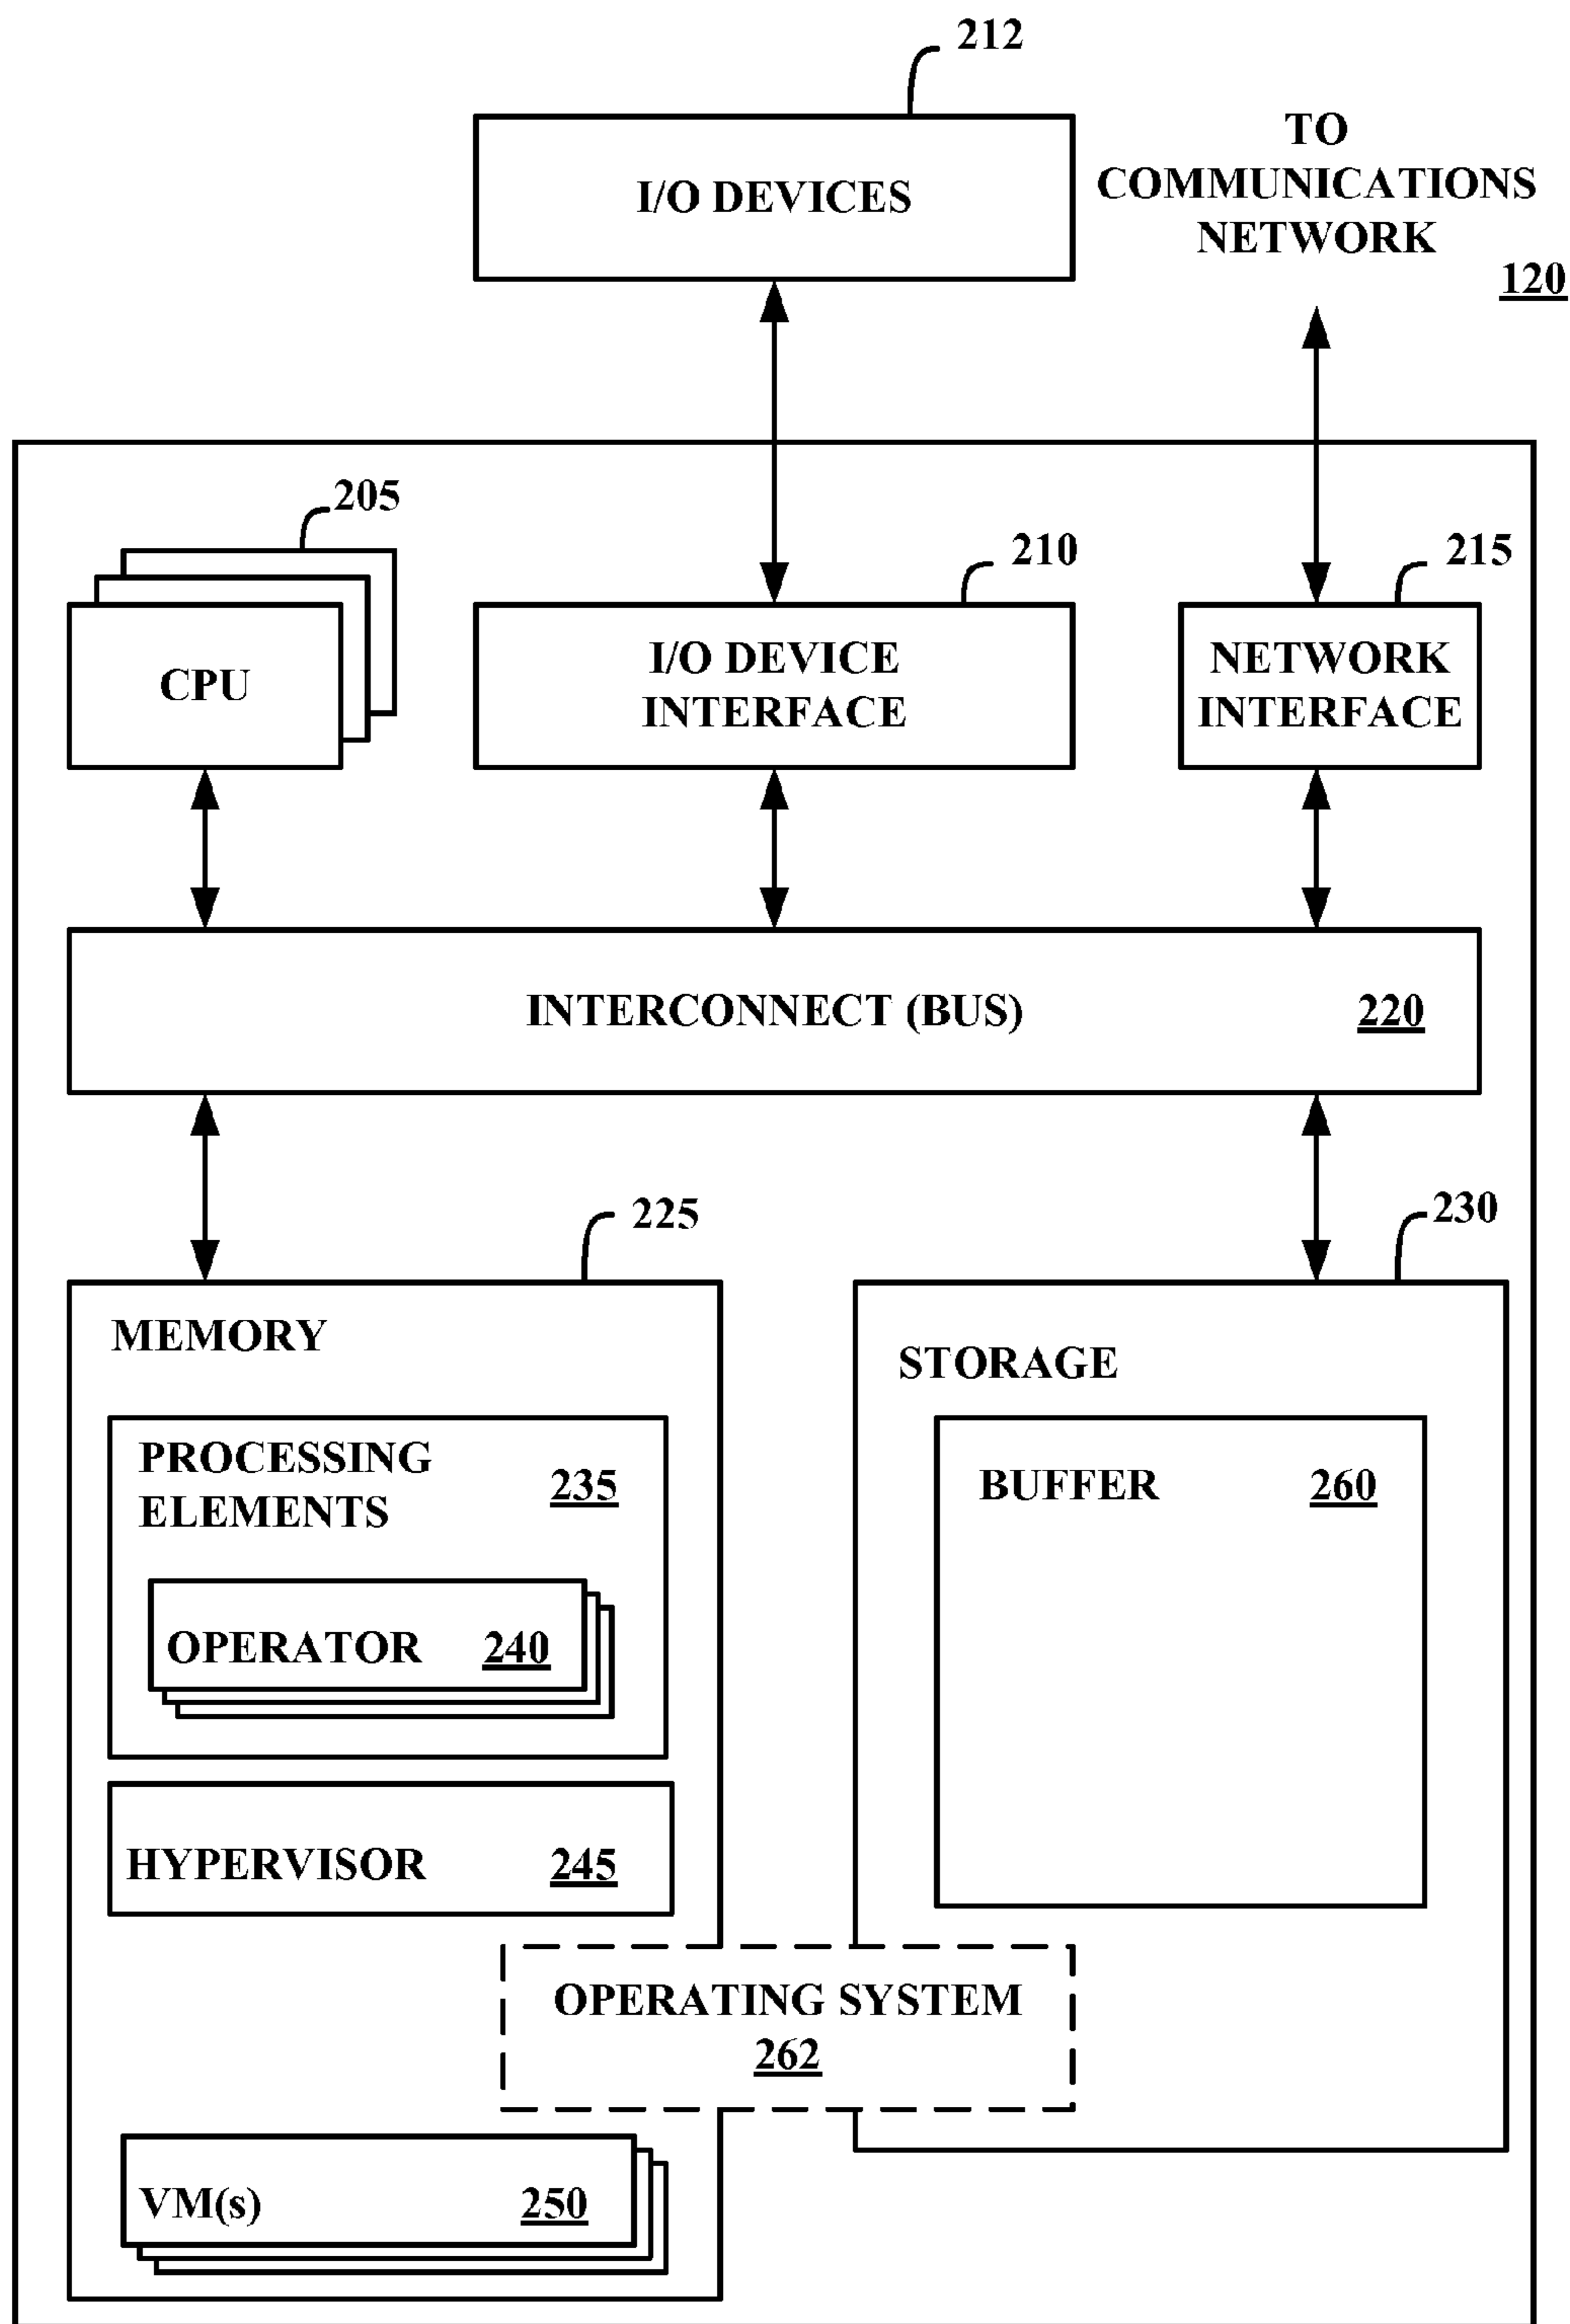 212
I/O DEVICES
TO
COMMUNICATIONS
NETWORK
120
205
210
215
CPU
I/O DEVICE
INTERFACE
NETWORK
INTERFACE
INTERCONNECT (BUS) 220
225
230
MEMORY
STORAGE
PROCESSING
ELEMENTS
235
BUFFER 260
OPERATOR 240
HYPERVISOR 245
OPERATING SYSTEM
262
VM(s) 250